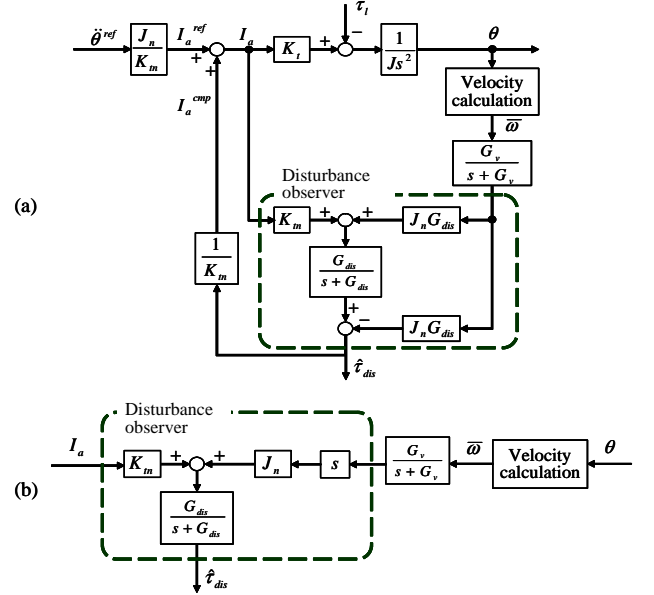 τ_l
θ̈^ref
J_n
K_tn
I_a^ref
+
+
I_a
K_t
+
−
1
Js²
θ
I_a^cmp
Velocity
calculation
ω̅
G_v
s + G_v
(a)
Disturbance
observer
K_tn
+
+
J_n G_dis
1
K_tn
G_dis
s + G_dis
+
−
J_n G_dis
τ̂_dis
Disturbance
observer
(b)
I_a
K_tn
+
+
J_n
s
G_v
s + G_v
ω̅
Velocity
calculation
θ
G_dis
s + G_dis
τ̂_dis